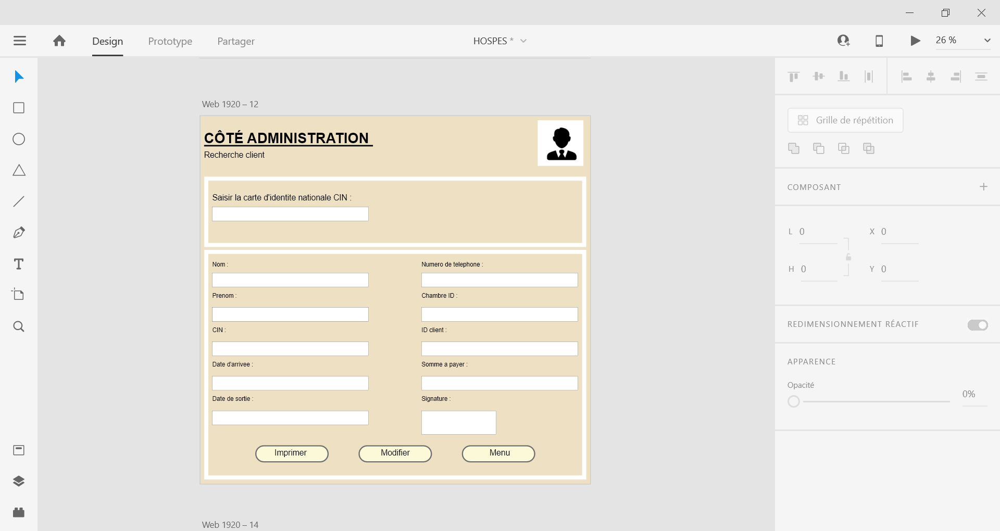 Design Prototype Partager HOSPES * 26 %
Web 1920 – 12
CÔTÉ ADMINISTRATION
Recherche client
Saisir la carte d'identite nationale CIN :
Nom : Numero de telephone :
Prenom : Chambre ID :
CIN : ID client :
Date d'arrivee : Somme a payer :
Date de sortie : Signature :
Imprimer Modifier Menu
Web 1920 – 14
Grille de répétition
COMPOSANT
L 0 X 0
H 0 Y 0
REDIMENSIONNEMENT RÉACTIF
APPARENCE
Opacité
0%